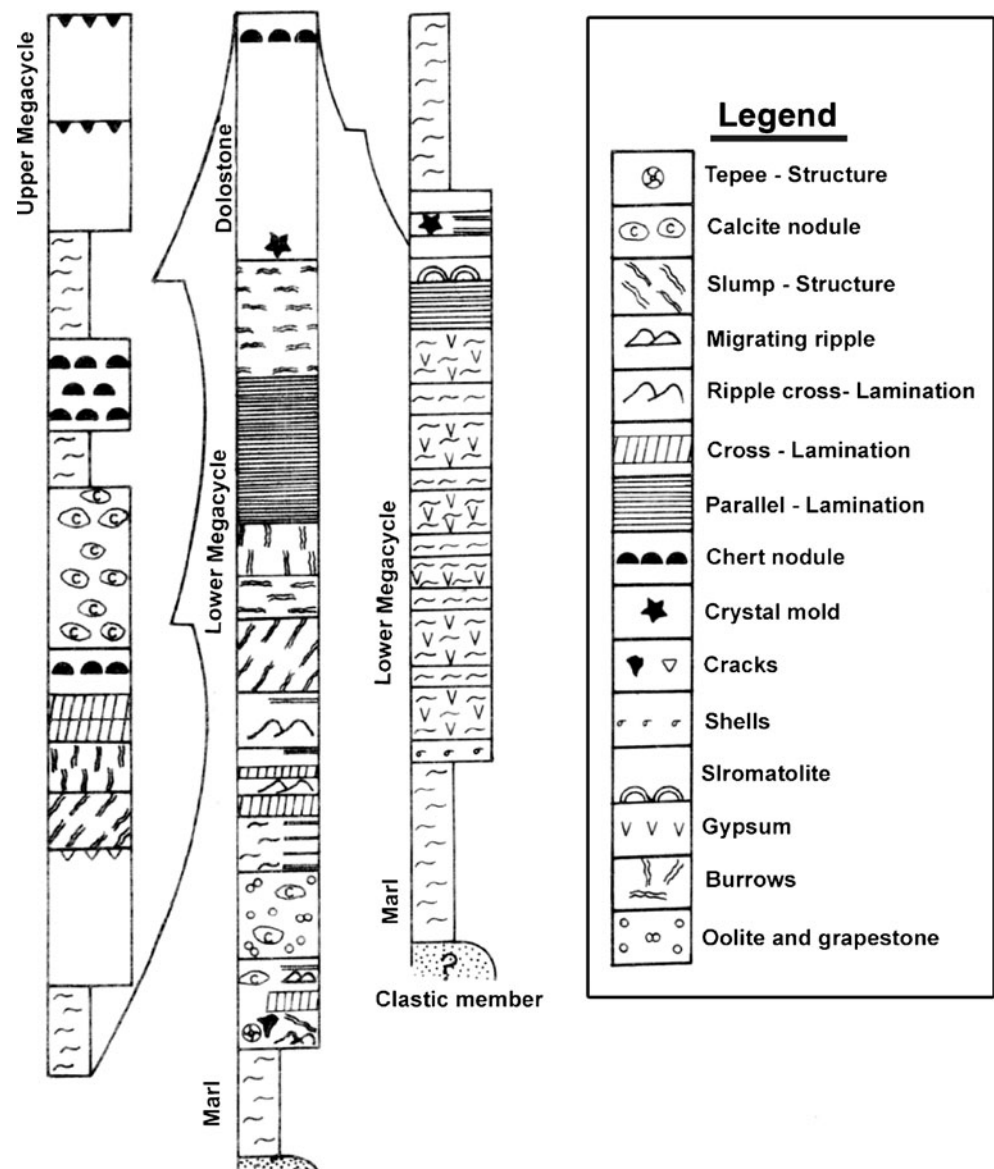 Upper Megacycle
Dolostone
Lower Megacycle
Marl
Lower Megacycle
Marl
?
Clastic member
C
C
C
C
C
C
C
C
C
C
C
C
Legend
Tepee - Structure
C C
Calcite nodule
Slump - Structure
Migrating ripple
Ripple cross- Lamination
Cross - Lamination
Parallel - Lamination
Chert nodule
Crystal mold
Cracks
Shells
Slromatolite
Gypsum
Burrows
Oolite and grapestone